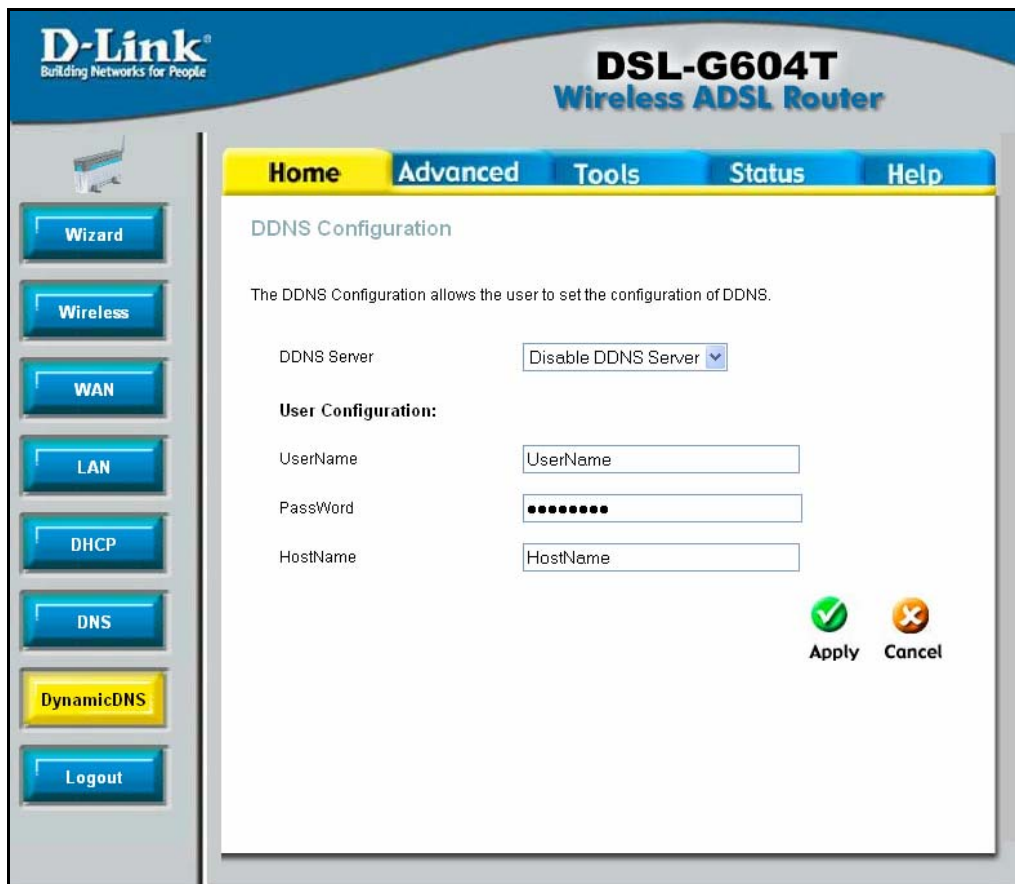 D-Link®
Building Networks for People
DSL-G604T
Wireless ADSL Router
Home Advanced Tools Status Help
Wizard
Wireless
WAN
LAN
DHCP
DNS
DynamicDNS
Logout
DDNS Configuration
The DDNS Configuration allows the user to set the configuration of DDNS.
DDNS Server Disable DDNS Server
User Configuration:
UserName UserName
PassWord ●●●●●●●●
HostName HostName
Apply Cancel